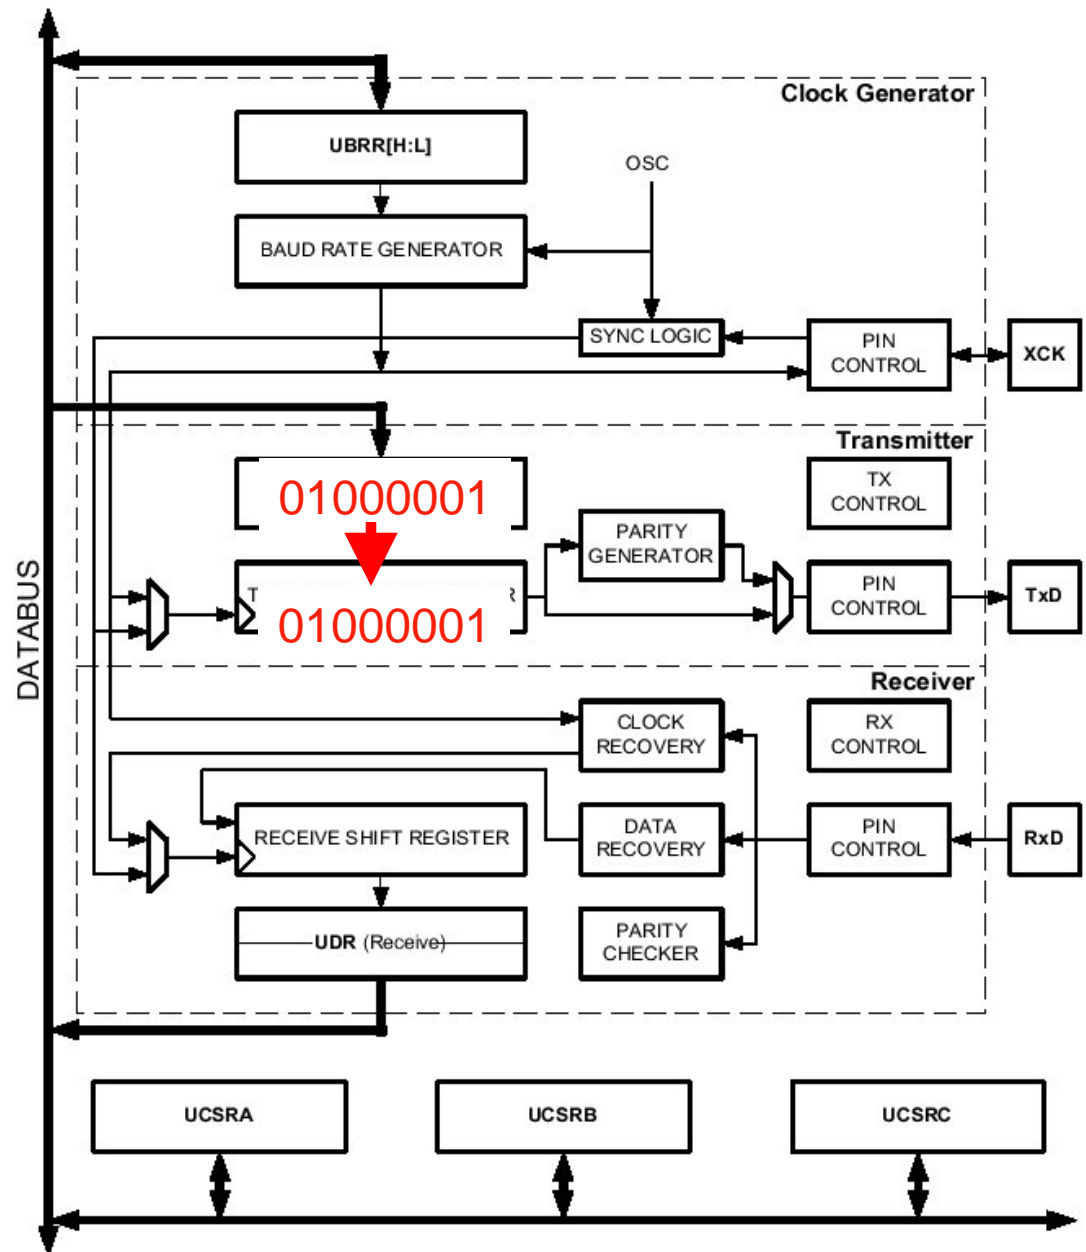 Clock Generator
UBRR[H:L]
OSC
BAUD RATE GENERATOR
SYNC LOGIC
PIN
CONTROL
XCK
Transmitter
01000001
TX
CONTROL
PARITY
GENERATOR
T
R
01000001
PIN
CONTROL
TxD
DATABUS
Receiver
CLOCK
RECOVERY
RX
CONTROL
RECEIVE SHIFT REGISTER
DATA
RECOVERY
PIN
CONTROL
RxD
UDR (Receive)
PARITY
CHECKER
UCSRA
UCSRB
UCSRC